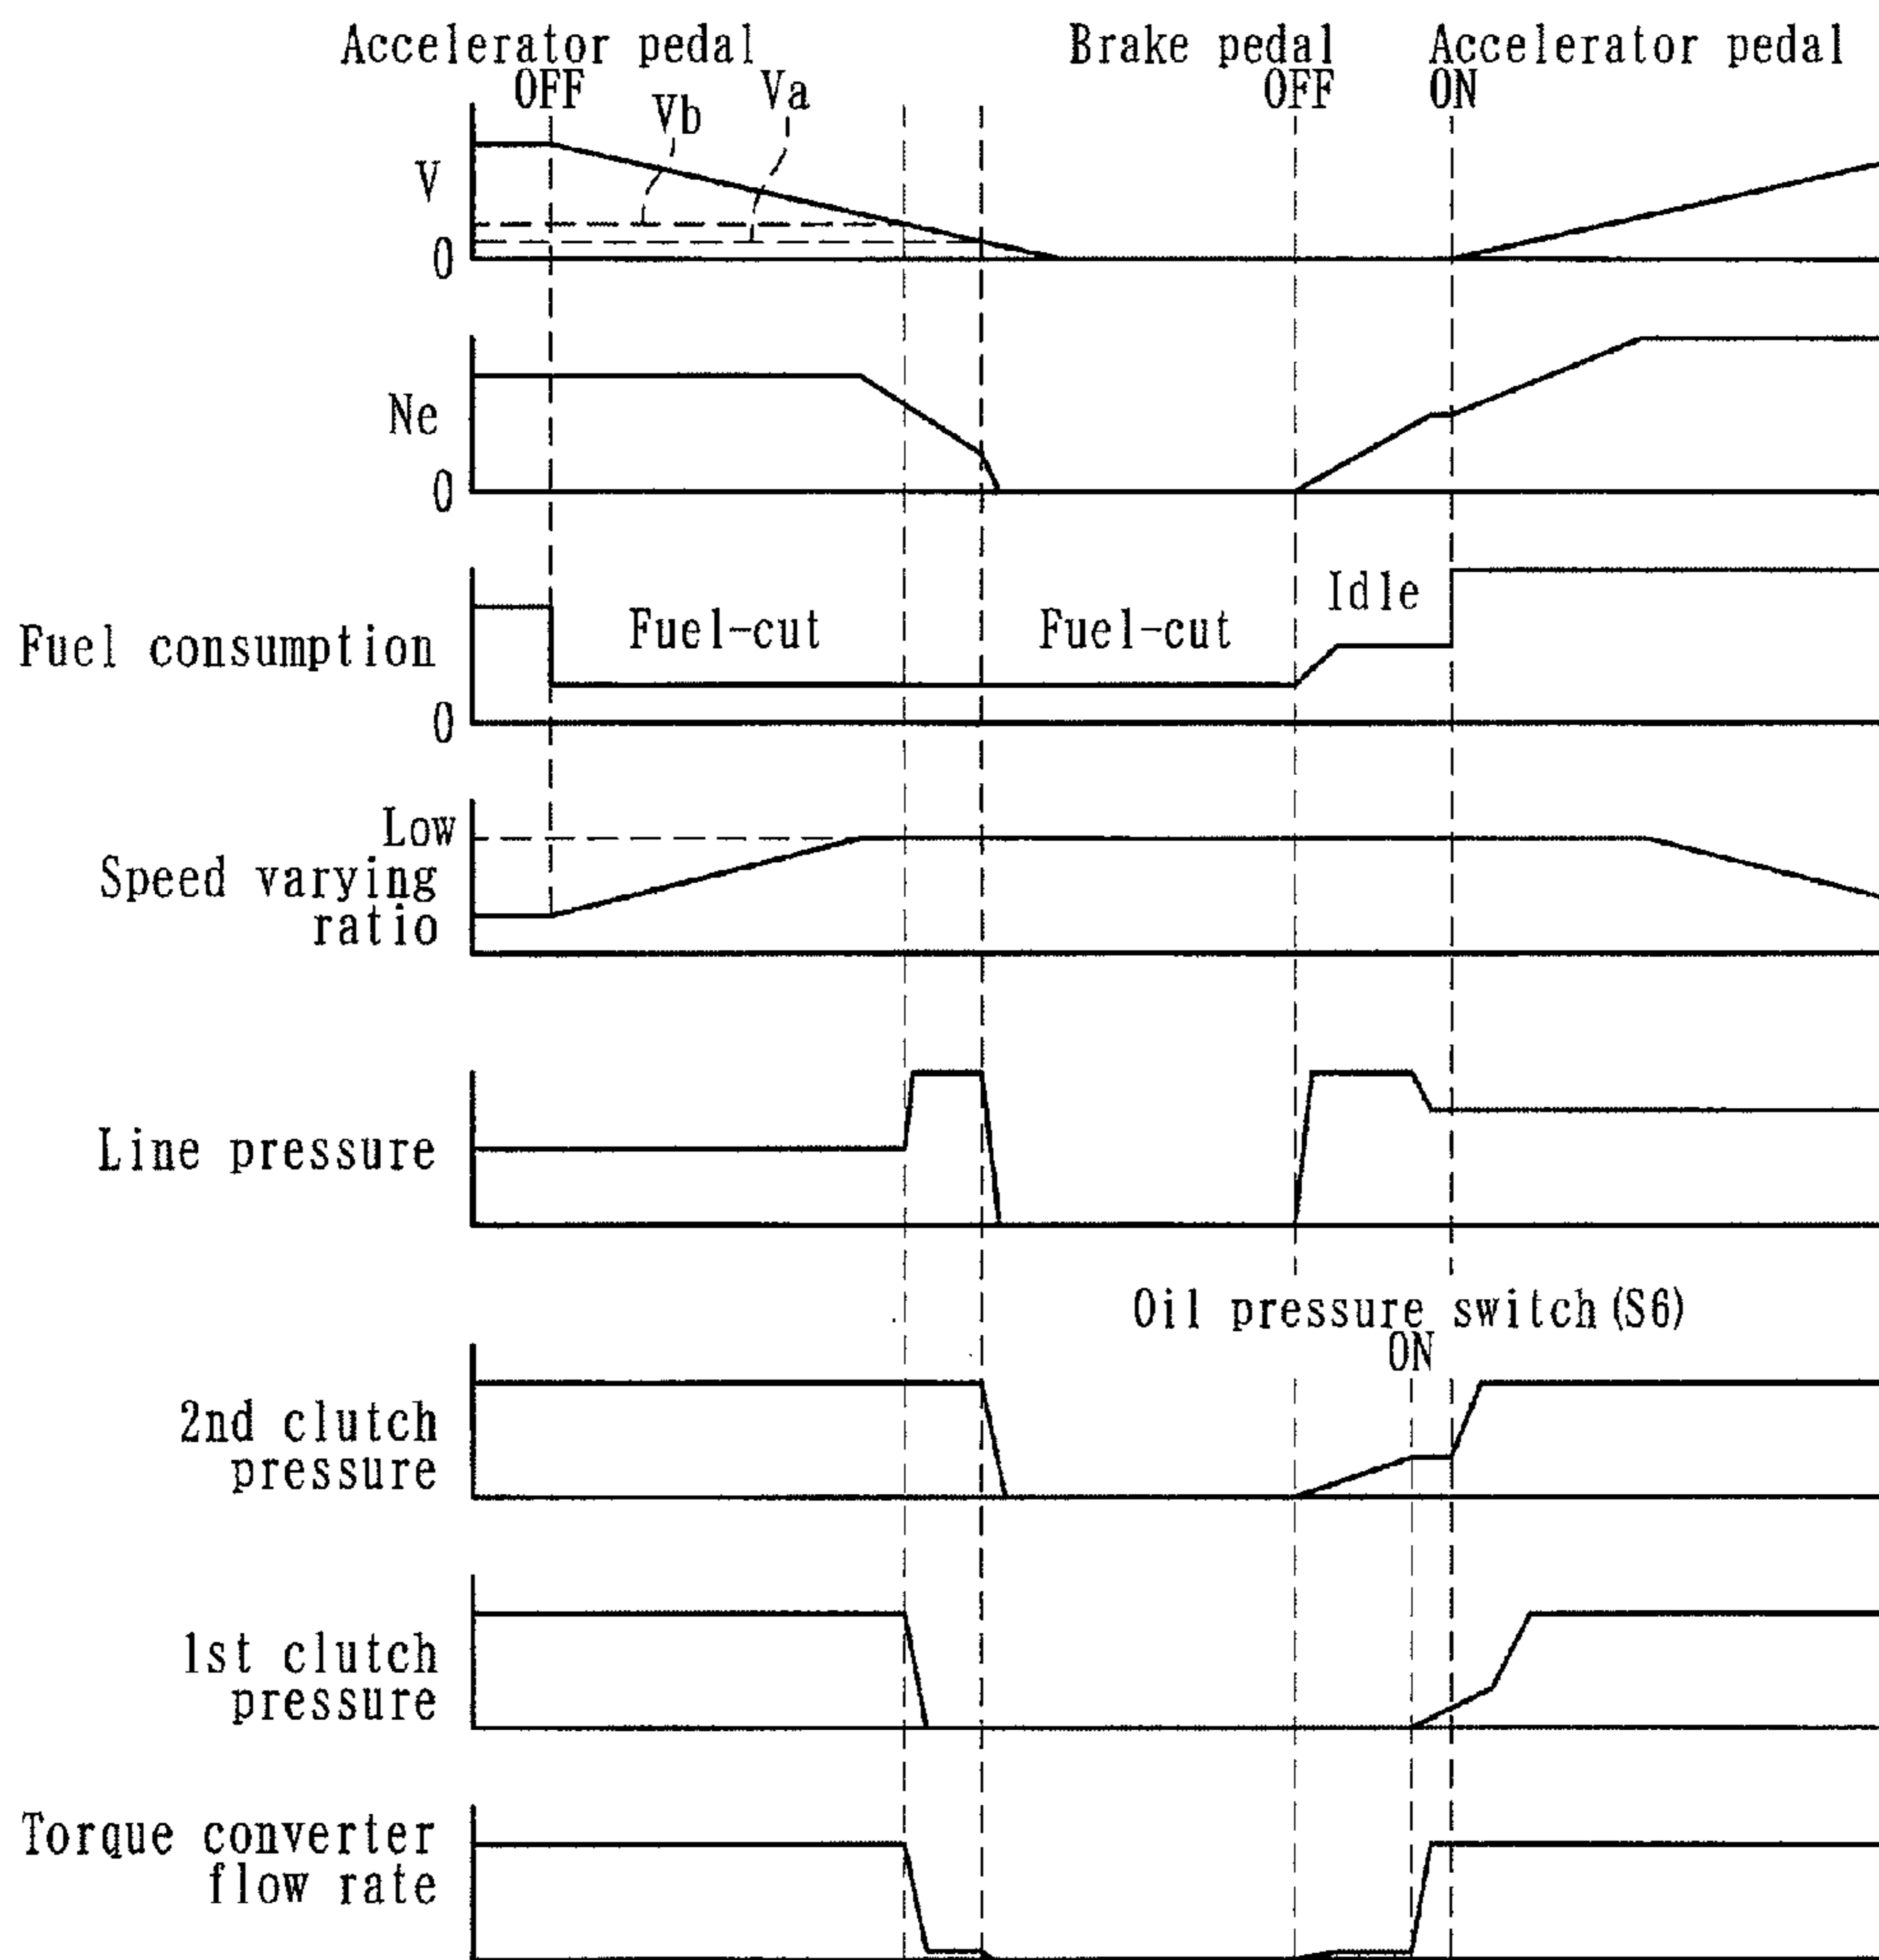 Accelerator pedal
OFF
Vb
Va
Brake pedal
OFF
Accelerator pedal
ON
V
0
Ne
0
Fuel consumption
Fuel-cut
Fuel-cut
Idle
0
Low
Speed varying
ratio
Line pressure
Oil pressure switch(S6)
ON
2nd clutch
pressure
1st clutch
pressure
Torque converter
flow rate